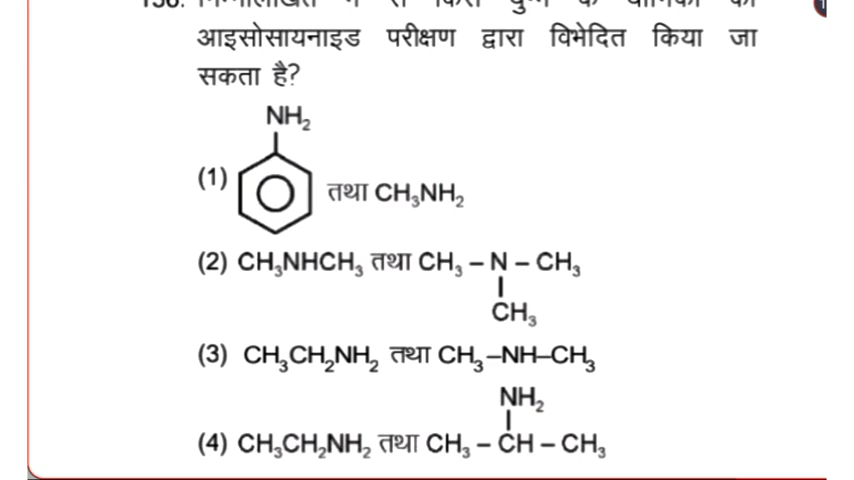 आइसोसायनाइड परीक्षण द्वारा विभेदित किया जा
सकता है?
NH₂
(1) तथा CH₃NH₂
(2) CH₃NHCH₃ तथा CH₃ – N – CH₃
CH₃
(3) CH₃CH₂NH₂ तथा CH₃–NH–CH₃
NH₂
(4) CH₃CH₂NH₂ तथा CH₃ – CH – CH₃